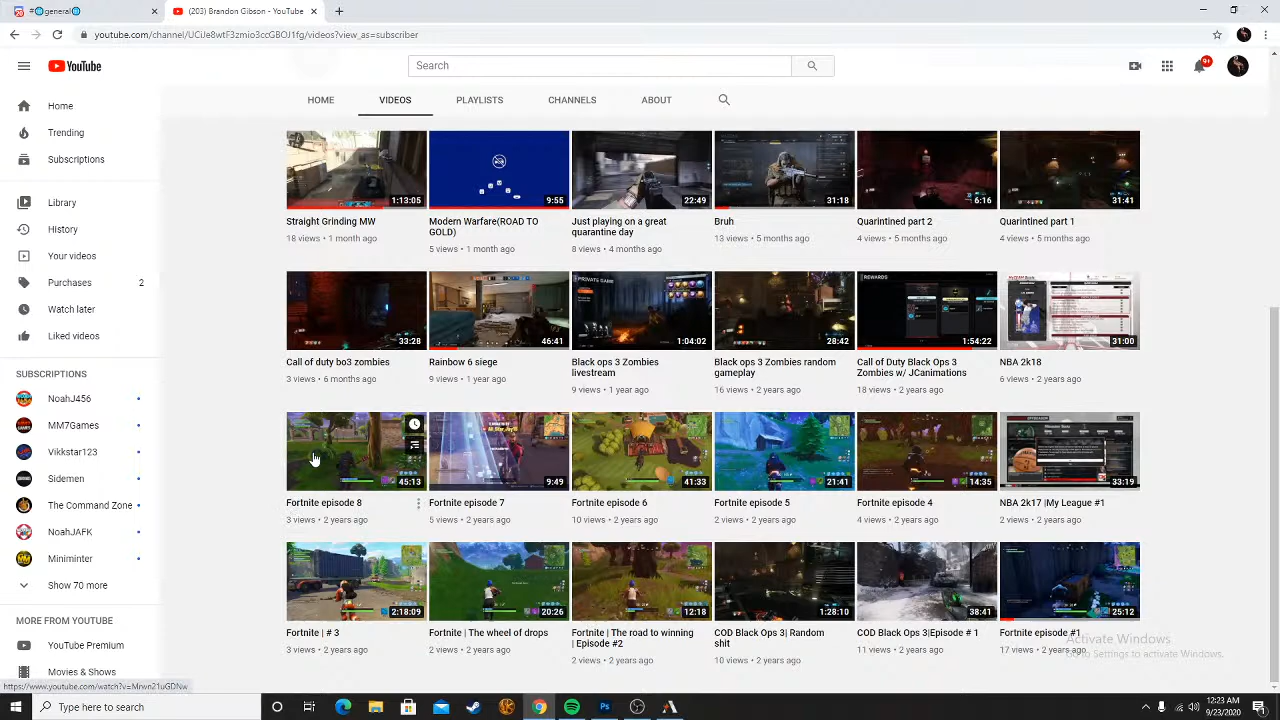 #🌐general🌐
(203) Brandon Gibson - YouTube
youtube.com/channel/UCiJe8wtF3zmio3ccGBOJ1fg/videos?view_as=subscriber
YouTube
Search
9+
HOME VIDEOS PLAYLISTS CHANNELS ABOUT
Home
Trending
Subscriptions
Library
History
Your videos
Purchases 2
Watch later
Liked videos
SUBSCRIPTIONS
NoahJ456
MM7Games
Vikkstar123
Sidemen
The Command Zone
NoahJAFK
Miniminter
Show 70 more
MORE FROM YOUTUBE
YouTube Premium
Movies & Shows
1:13:05 9:55 22:49 31:18 6:16 31:41
Straight Grinding MW
18 views • 1 month ago
Modern Warfare(ROAD TO
GOLD)
5 views • 1 month ago
Just playing on a great
quarantine day
8 views • 4 months ago
Bruh
13 views • 5 months ago
Quarintined part 2
4 views • 5 months ago
Quarintined part 1
4 views • 5 months ago
PRIVATE GAME
REWARDS
35:28 46:41 1:04:02 28:42 1:54:22 31:00
Call of duty bo3 zombies
3 views • 6 months ago
Rainbow 6 siege
9 views • 1 year ago
Black ops 3 Zombies
livestream
9 views • 1 year ago
Black ops 3 Zombies random
gameplay
16 views • 2 years ago
Call of Duty Black Ops 3
Zombies w/ JCanimations
18 views • 2 years ago
NBA 2K18
6 views • 2 years ago
9:49 41:33 21:41 14:35 33:19
Fortnite episode 8
3 views • 2 years ago
Fortnite episode 7
5 views • 2 years ago
Fortnite episode 6
10 views • 2 years ago
Fortnite episode 5
2 views • 2 years ago
Fortnite episode 4
4 views • 2 years ago
NBA 2k17 |My League #1
2 views • 2 years ago
2:18:09 20:26 12:18 1:28:10 38:41 25:12
Fortnite | # 3
3 views • 2 years ago
Fortnite | The wheel of drops
2 views • 2 years ago
Fortnite | The road to winning
| Episode #2
2 views • 2 years ago
COD Black Ops 3| Random
shit
10 views • 2 years ago
COD Black Ops 3|Episode # 1
11 views • 2 years ago
Fortnite episode #1
17 views • 2 years ago
Activate Windows
Go to Settings to activate Windows.
https://www.youtube.com/watch?v=Mirwn21uGDNw
Type here to search
12:23 AM
9/23/2020